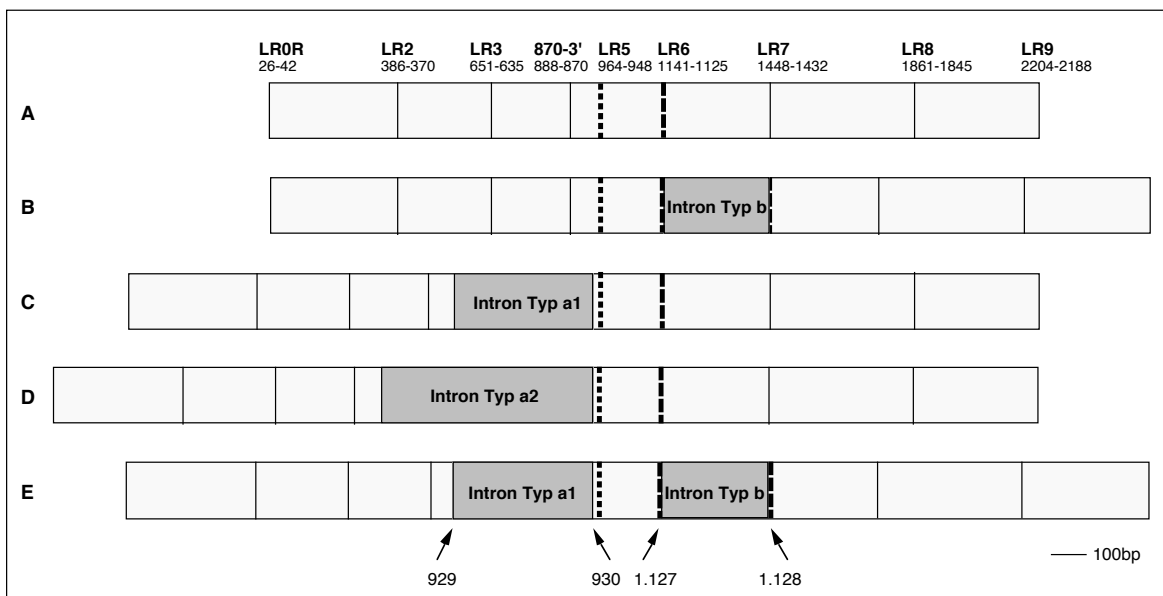 LR0R LR2 LR3 870-3' LR5 LR6 LR7 LR8 LR9
26-42 386-370 651-635 888-870 964-948 1141-1125 1448-1432 1861-1845 2204-2188
A
B Intron Typ b
C Intron Typ a1
D Intron Typ a2
E Intron Typ a1 Intron Typ b
929 930 1.127 1.128 100bp